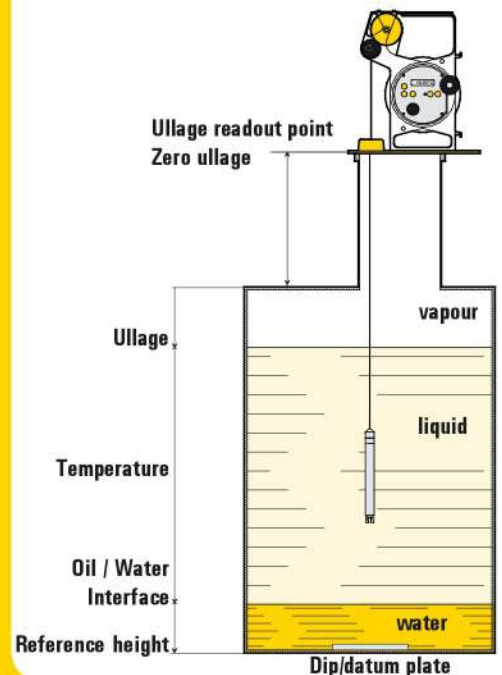 Ullage readout point
Zero ullage
vapour
Ullage
liquid
Temperature
Oil / Water
Interface
water
Reference height
Dip/datum plate